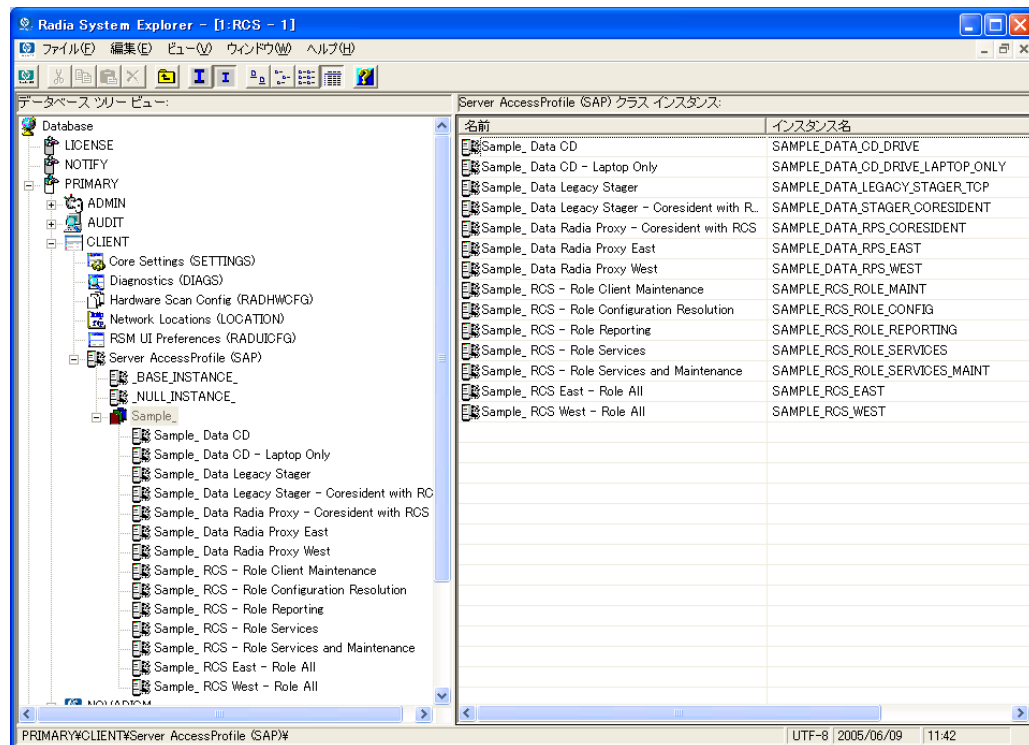 Radia System Explorer - [1:RCS - 1]
ファイル(F) 編集(E) ビュー(V) ウィンドウ(W) ヘルプ(H)
データベース ツリー ビュー:
Database
LICENSE
NOTIFY
PRIMARY
ADMIN
AUDIT
CLIENT
Core Settings (SETTINGS)
Diagnostics (DIAGS)
Hardware Scan Config (RADHWCFG)
Network Locations (LOCATION)
RSM UI Preferences (RADUICFG)
Server AccessProfile (SAP)
_BASE_INSTANCE_
_NULL_INSTANCE_
Sample_
Sample_ Data CD
Sample_ Data CD - Laptop Only
Sample_ Data Legacy Stager
Sample_ Data Legacy Stager - Coresident with RC
Sample_ Data Radia Proxy - Coresident with RCS
Sample_ Data Radia Proxy East
Sample_ Data Radia Proxy West
Sample_ RCS - Role Client Maintenance
Sample_ RCS - Role Configuration Resolution
Sample_ RCS - Role Reporting
Sample_ RCS - Role Services
Sample_ RCS - Role Services and Maintenance
Sample_ RCS East - Role All
Sample_ RCS West - Role All
NOVADIGM
Server AccessProfile (SAP) クラス インスタンス:
名前 インスタンス名
Sample_ Data CD SAMPLE_DATA_CD_DRIVE
Sample_ Data CD - Laptop Only SAMPLE_DATA_CD_DRIVE_LAPTOP_ONLY
Sample_ Data Legacy Stager SAMPLE_DATA_LEGACY_STAGER_TCP
Sample_ Data Legacy Stager - Coresident with R... SAMPLE_DATA_STAGER_CORESIDENT
Sample_ Data Radia Proxy - Coresident with RCS SAMPLE_DATA_RPS_CORESIDENT
Sample_ Data Radia Proxy East SAMPLE_DATA_RPS_EAST
Sample_ Data Radia Proxy West SAMPLE_DATA_RPS_WEST
Sample_ RCS - Role Client Maintenance SAMPLE_RCS_ROLE_MAINT
Sample_ RCS - Role Configuration Resolution SAMPLE_RCS_ROLE_CONFIG
Sample_ RCS - Role Reporting SAMPLE_RCS_ROLE_REPORTING
Sample_ RCS - Role Services SAMPLE_RCS_ROLE_SERVICES
Sample_ RCS - Role Services and Maintenance SAMPLE_RCS_ROLE_SERVICES_MAINT
Sample_ RCS East - Role All SAMPLE_RCS_EAST
Sample_ RCS West - Role All SAMPLE_RCS_WEST
PRIMARY¥CLIENT¥Server AccessProfile (SAP)¥ UTF-8 2005/06/09 11:42